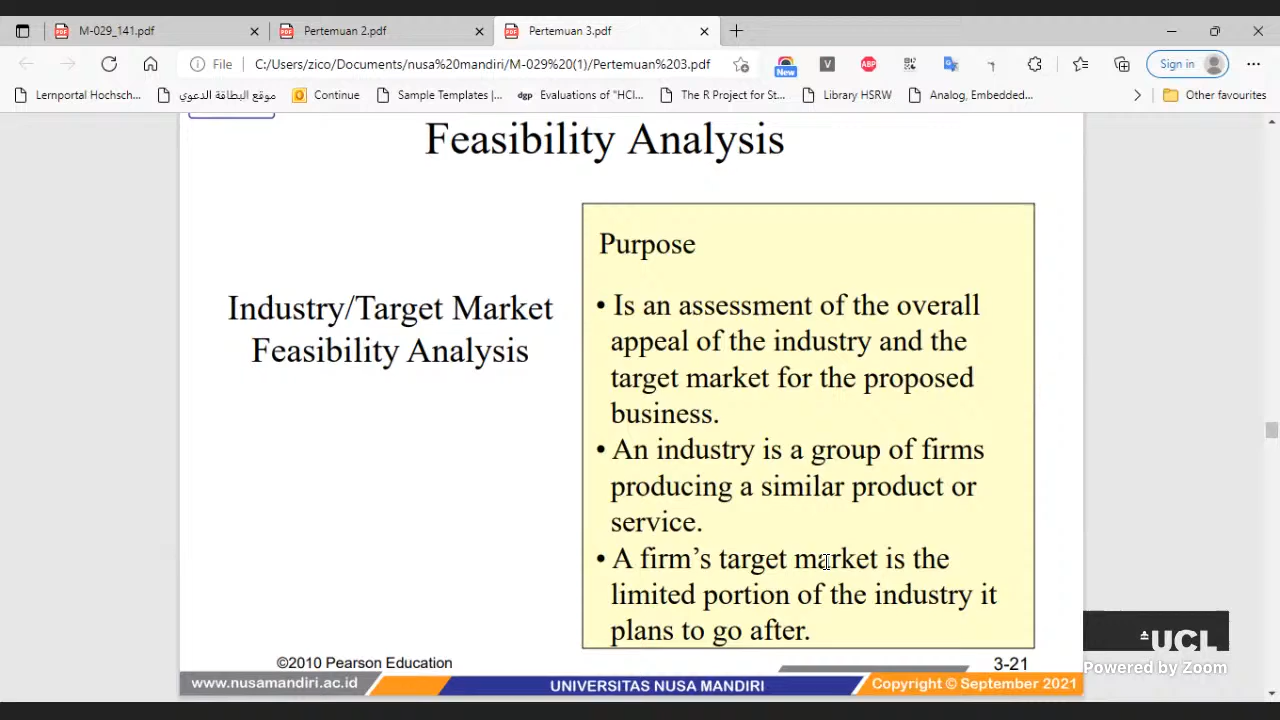 M-029_141.pdf
Pertemuan 2.pdf
Pertemuan 3.pdf
File
C:/Users/zico/Documents/nusa%20mandiri/M-029%20(1)/Pertemuan%203.pdf
New
V
ABP
Sign in
Lernportal Hochsch...
موقع البطاقة الدعوي
Continue
Sample Templates |...
dgp Evaluations of "HCI...
The R Project for St...
Library HSRW
Analog, Embedded...
Other favourites
Feasibility Analysis
Industry/Target Market
Feasibility Analysis
Purpose
• Is an assessment of the overall
appeal of the industry and the
target market for the proposed
business.
• An industry is a group of firms
producing a similar product or
service.
• A firm’s target market is the
limited portion of the industry it
plans to go after.
©2010 Pearson Education
3-21
www.nusamandiri.ac.id
UNIVERSITAS NUSA MANDIRI
Copyright © September 2021
UCL
Powered by Zoom